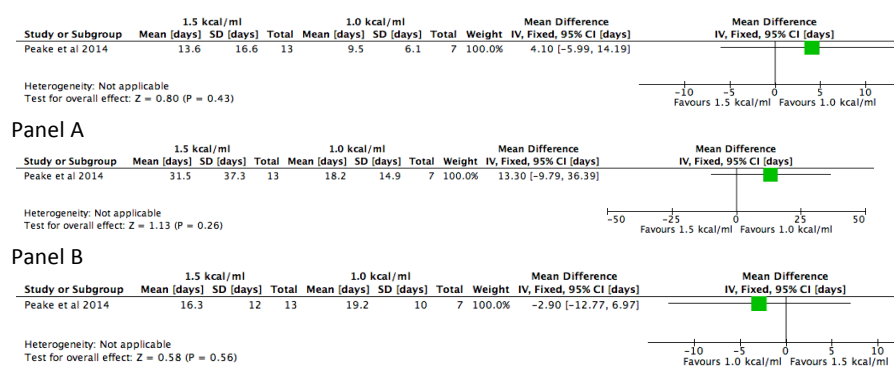 1.5 kcal/ml 1.0 kcal/ml Mean Difference Mean Difference
Study or Subgroup Mean [days] SD [days] Total Mean [days] SD [days] Total Weight IV, Fixed, 95% CI [days] IV, Fixed, 95% CI [days]
Peake et al 2014 13.6 16.6 13 9.5 6.1 7 100.0% 4.10 [-5.99, 14.19]
Heterogeneity: Not applicable
Test for overall effect: Z = 0.80 (P = 0.43)
-10 -5 0 5 10
Favours 1.5 kcal/ml Favours 1.0 kcal/ml
Panel A
1.5 kcal/ml 1.0 kcal/ml Mean Difference Mean Difference
Study or Subgroup Mean [days] SD [days] Total Mean [days] SD [days] Total Weight IV, Fixed, 95% CI [days] IV, Fixed, 95% CI [days]
Peake et al 2014 31.5 37.3 13 18.2 14.9 7 100.0% 13.30 [-9.79, 36.39]
Heterogeneity: Not applicable
Test for overall effect: Z = 1.13 (P = 0.26)
-50 -25 0 25 50
Favours 1.5 kcal/ml Favours 1.0 kcal/ml
Panel B
1.5 kcal/ml 1.0 kcal/ml Mean Difference Mean Difference
Study or Subgroup Mean [days] SD [days] Total Mean [days] SD [days] Total Weight IV, Fixed, 95% CI [days] IV, Fixed, 95% CI [days]
Peake et al 2014 16.3 12 13 19.2 10 7 100.0% -2.90 [-12.77, 6.97]
Heterogeneity: Not applicable
Test for overall effect: Z = 0.58 (P = 0.56)
-10 -5 0 5 10
Favours 1.0 kcal/ml Favours 1.5 kcal/ml